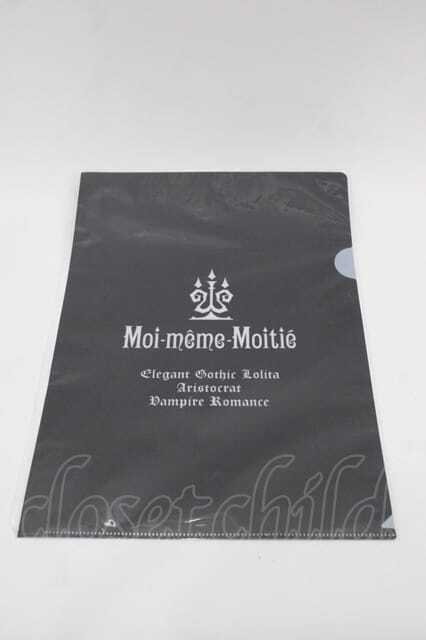 Moi-même-Moitié
Elegant Gothic Lolita
Aristocrat
Vampire Romance
closet child